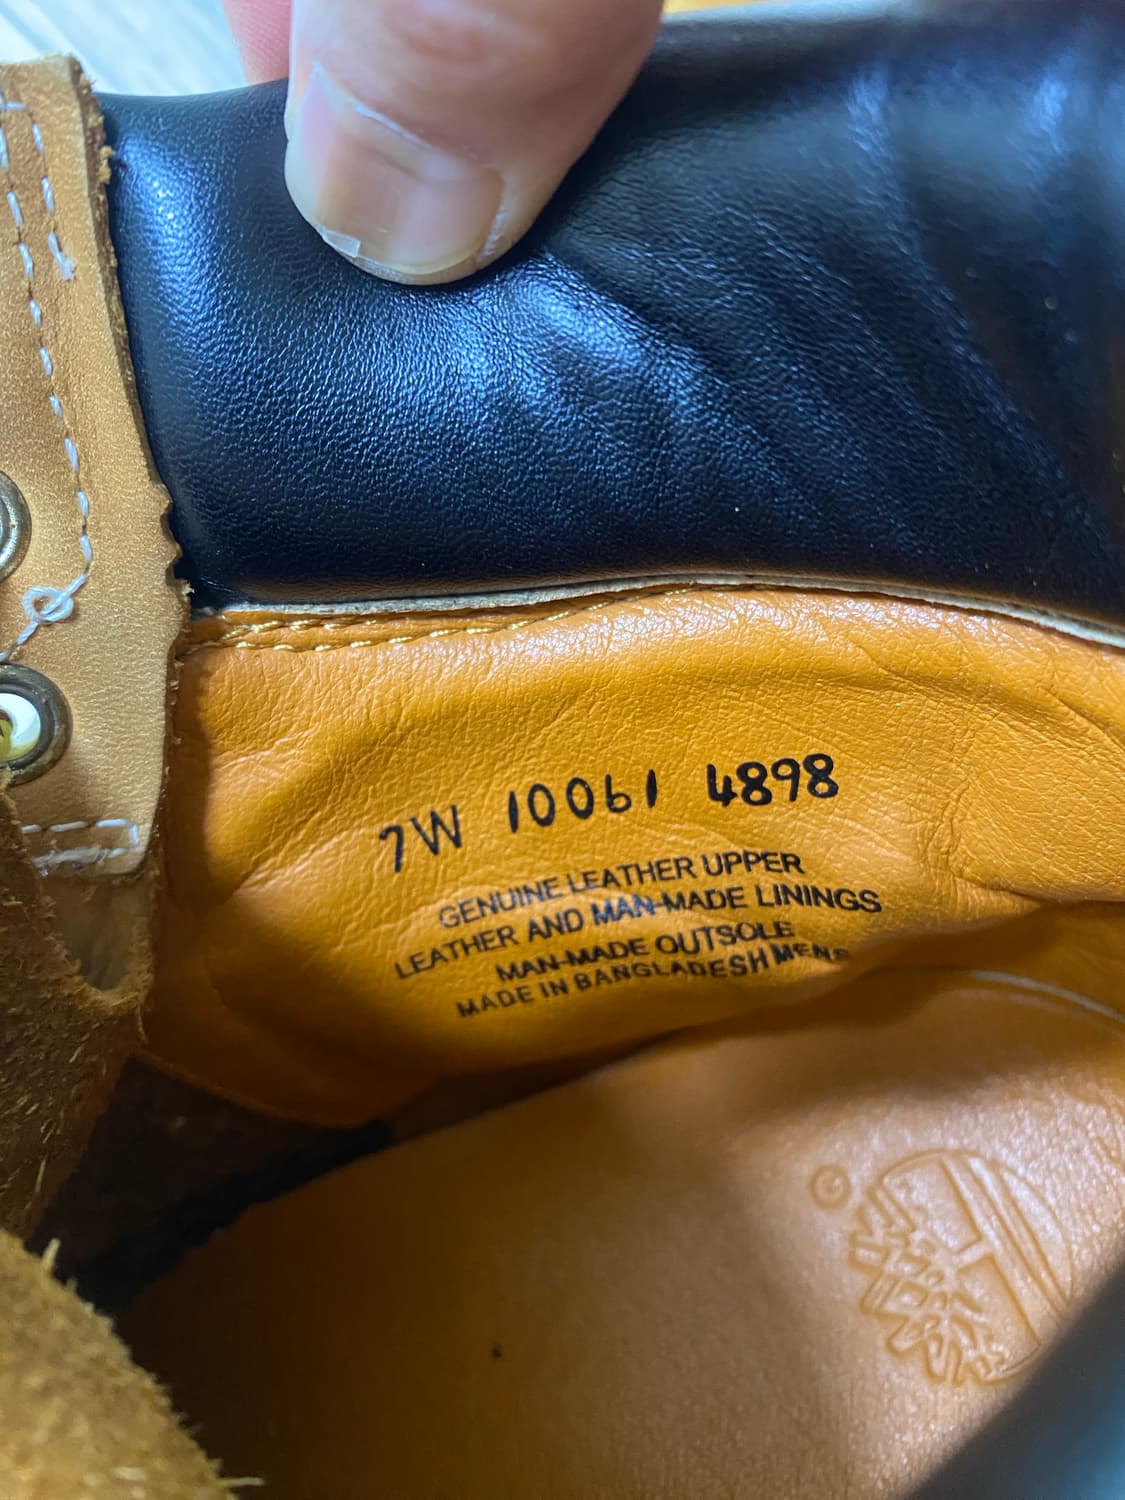 7W 10061 4898
GENUINE LEATHER UPPER
LEATHER AND MAN-MADE LININGS
MAN-MADE OUTSOLE
MADE IN BANGLADESH MENS